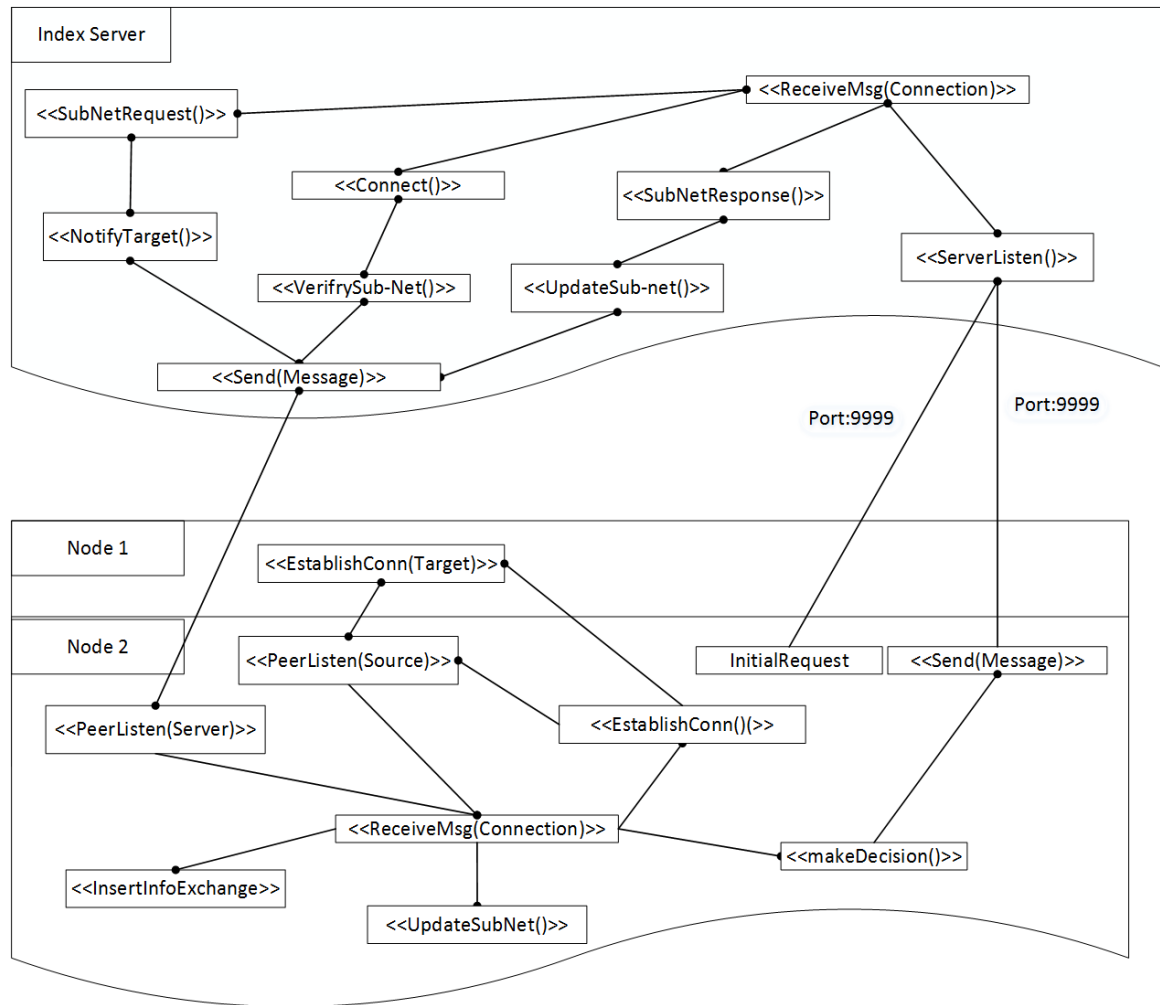 Index Server
<<ReceiveMsg(Connection)>>
<<SubNetRequest()>>
<<Connect()>>
<<SubNetResponse()>>
<<NotifyTarget()>>
<<ServerListen()>>
<<VerifrySub-Net()>>
<<UpdateSub-net()>>
<<Send(Message)>>
Port:9999
Port:9999
Node 1
<<EstablishConn(Target)>>
Node 2
<<PeerListen(Source)>>
InitialRequest
<<Send(Message)>>
<<PeerListen(Server)>>
<<EstablishConn()(>>
<<ReceiveMsg(Connection)>>
<<makeDecision()>>
<<InsertInfoExchange>>
<<UpdateSubNet()>>